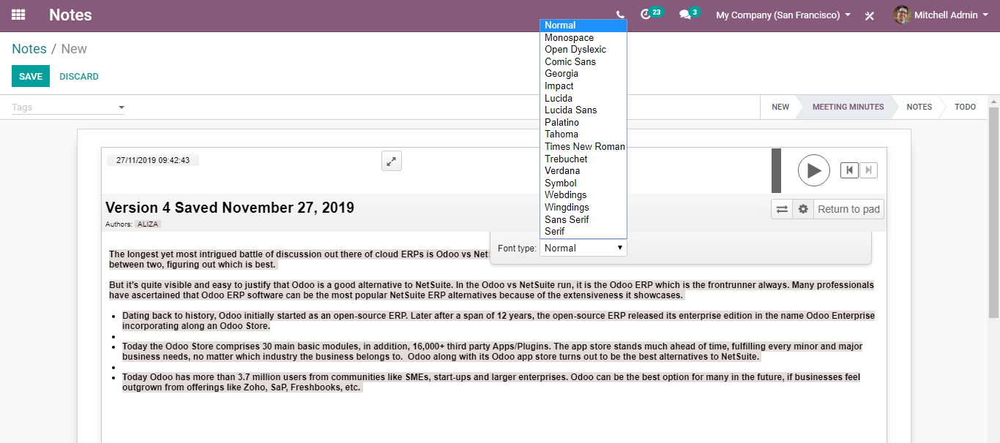 Notes
23
3
My Company (San Francisco)
Mitchell Admin
Notes / New
SAVE
DISCARD
Tags
NEW
MEETING MINUTES
NOTES
TODO
Normal
Monospace
Open Dyslexic
Comic Sans
Georgia
Impact
Lucida
Lucida Sans
Palatino
Tahoma
Times New Roman
Trebuchet
Verdana
Symbol
Webdings
Wingdings
Sans Serif
Serif
27/11/2019 09:42:43
Version 4 Saved November 27, 2019
Authors: ALIZA
Return to pad
Font type: Normal
The longest yet most intrigued battle of discussion out there of cloud ERPs is Odoo vs Net
between two, figuring out which is best.
But it's quite visible and easy to justify that Odoo is a good alternative to NetSuite. In the Odoo vs NetSuite run, it is the Odoo ERP which is the frontrunner always. Many professionals
have ascertained that Odoo ERP software can be the most popular NetSuite ERP alternatives because of the extensiveness it showcases.
Dating back to history, Odoo initially started as an open-source ERP. Later after a span of 12 years, the open-source ERP released its enterprise edition in the name Odoo Enterprise
incorporating along an Odoo Store.
Today the Odoo Store comprises 30 main basic modules, in addition, 16,000+ third party Apps/Plugins. The app store stands much ahead of time, fulfilling every minor and major
business needs, no matter which industry the business belongs to. Odoo along with its Odoo app store turns out to be the best alternatives to NetSuite.
Today Odoo has more than 3.7 million users from communities like SMEs, start-ups and larger enterprises. Odoo can be the best option for many in the future, if businesses feel
outgrown from offerings like Zoho, SaP, Freshbooks, etc.